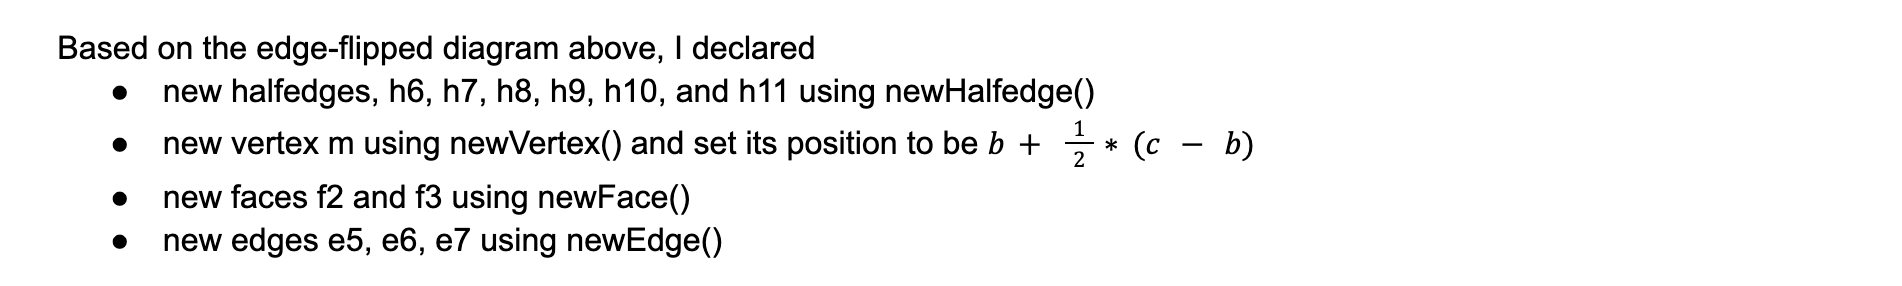 Based on the edge-flipped diagram above, I declared
● new halfedges, h6, h7, h8, h9, h10, and h11 using newHalfedge()
● new vertex m using newVertex() and set its position to be b + 1/2 * (c − b)
● new faces f2 and f3 using newFace()
● new edges e5, e6, e7 using newEdge()